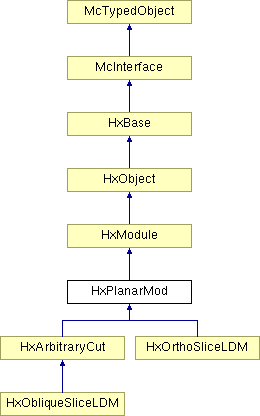 McTypedObject
McInterface
HxBase
HxObject
HxModule
HxPlanarMod
HxArbitraryCut
HxOrthoSliceLDM
HxObliqueSliceLDM